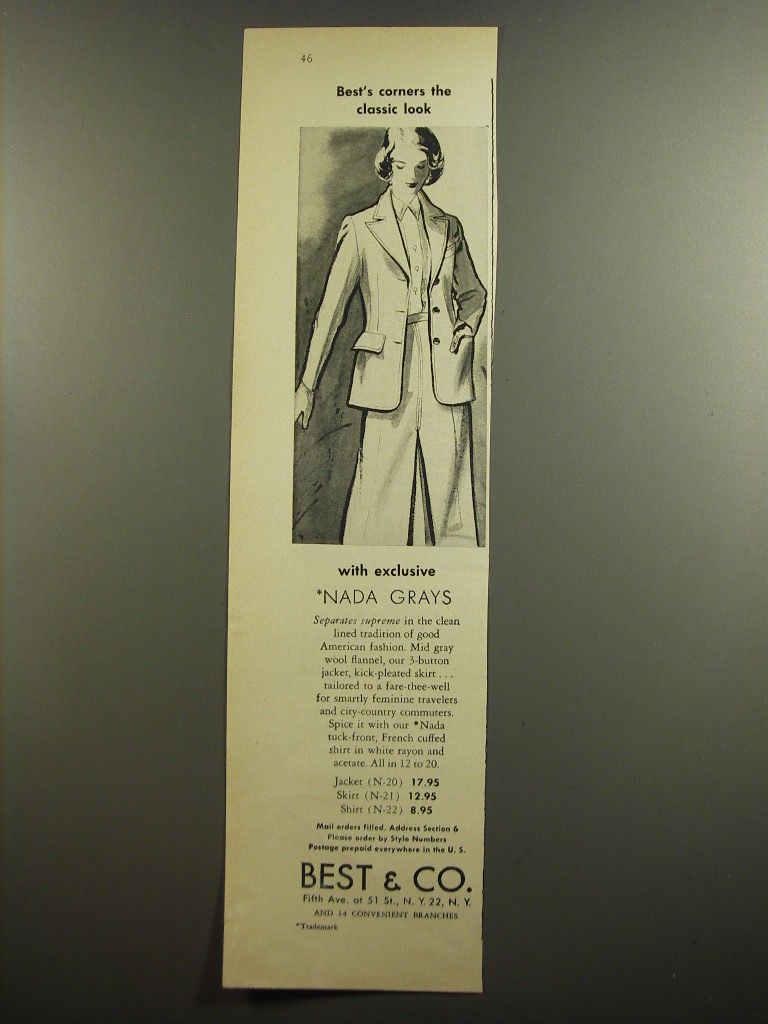 46
Best's corners the
classic look
with exclusive
*NADA GRAYS
Separates supreme in the clean
lined tradition of good
American fashion. Mid gray
wool flannel, our 3-button
jacket, kick-pleated skirt . . .
tailored to a fare-thee-well
for smartly feminine travelers
and city-country commuters.
Spice it with our *Nada
tuck-front, French cuffed
shirt in white rayon and
acetate. All in 12 to 20.
Jacket (N-20) 17.95
Skirt (N-21) 12.95
Shirt (N-22) 8.95
Mail orders filled. Address Section 6
Please order by Style Numbers
Postage prepaid everywhere in the U. S.
BEST & CO.
Fifth Ave. at 51 St., N. Y. 22, N. Y.
AND 14 CONVENIENT BRANCHES
*Trademark